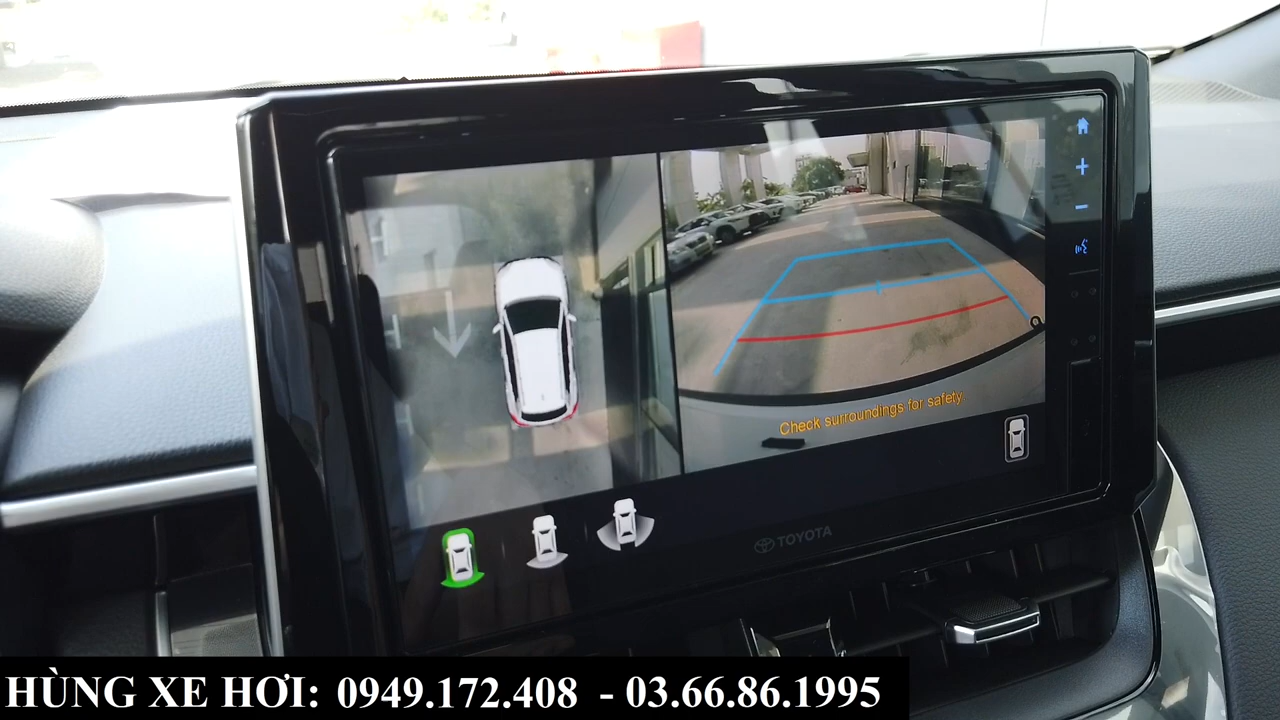 Check surroundings for safety.
TOYOTA
HÙNG XE HƠI: 0949.172.408 - 03.66.86.1995